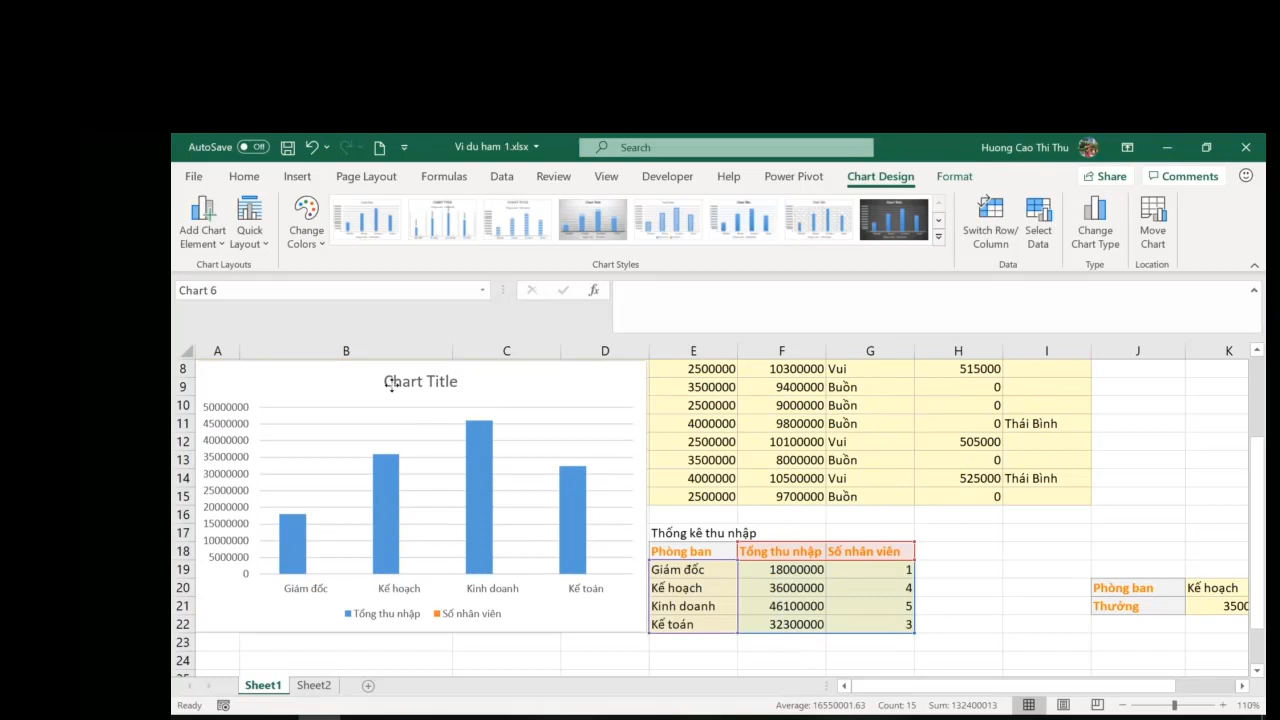 AutoSave Off Vi du ham 1.xlsx Search Huong Cao Thi Thu
File Home Insert Page Layout Formulas Data Review View Developer Help Power Pivot Chart Design Format Share Comments
Add Chart Element Quick Layout Change Colors Switch Row/ Column Select Data Change Chart Type Move Chart
Chart Layouts Chart Styles Data Type Location
Chart 6 fx
A B C D E F G H I J K
8 2500000 10300000 Vui 515000
9 3500000 9400000 Buồn 0
10 2500000 9000000 Buồn 0
11 4000000 9800000 Buồn 0 Thái Bình
12 2500000 10100000 Vui 505000
13 3500000 8000000 Buồn 0
14 4000000 10500000 Vui 525000 Thái Bình
15 2500000 9700000 Buồn 0
16
17 Thống kê thu nhập
18 Phòng ban Tổng thu nhập Số nhân viên
19 Giám đốc 18000000 1
20 Kế hoạch 36000000 4 Phòng ban Kế hoạch
21 Kinh doanh 46100000 5 Thưởng 3500
22 Kế toán 32300000 3
23
24
Chart Title
50000000
45000000
40000000
35000000
30000000
25000000
20000000
15000000
10000000
5000000
0
Giám đốc Kế hoạch Kinh doanh Kế toán
Tổng thu nhập Số nhân viên
Sheet1 Sheet2
Ready Average: 16550001.63 Count: 15 Sum: 132400013 110%